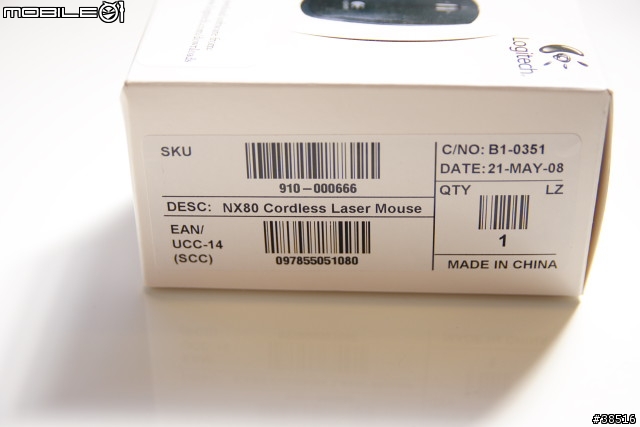 MOBILE01
Logitech
SKU
910-000666
C/NO: B1-0351
DATE: 21-MAY-08
DESC: NX80 Cordless Laser Mouse
QTY LZ
1
EAN/
UCC-14
(SCC)
097855051080
MADE IN CHINA
#38516